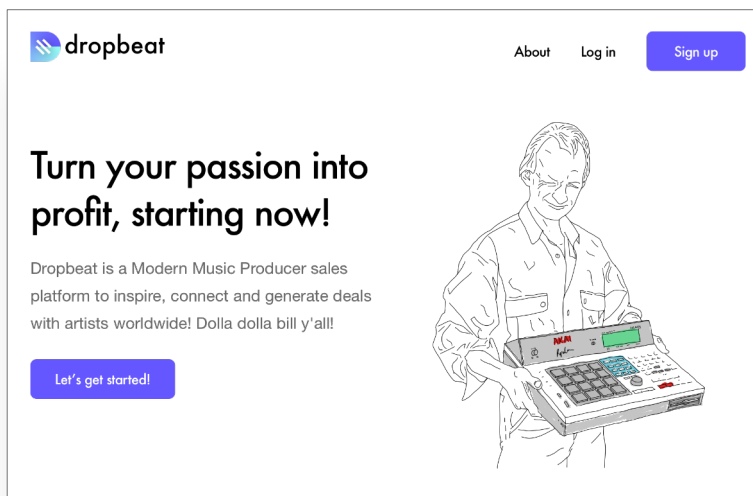 dropbeat
About Log in Sign up
Turn your passion into
profit, starting now!
Dropbeat is a Modern Music Producer sales
platform to inspire, connect and generate deals
with artists worldwide! Dolla dolla bill y'all!
Let's get started!
AKAI